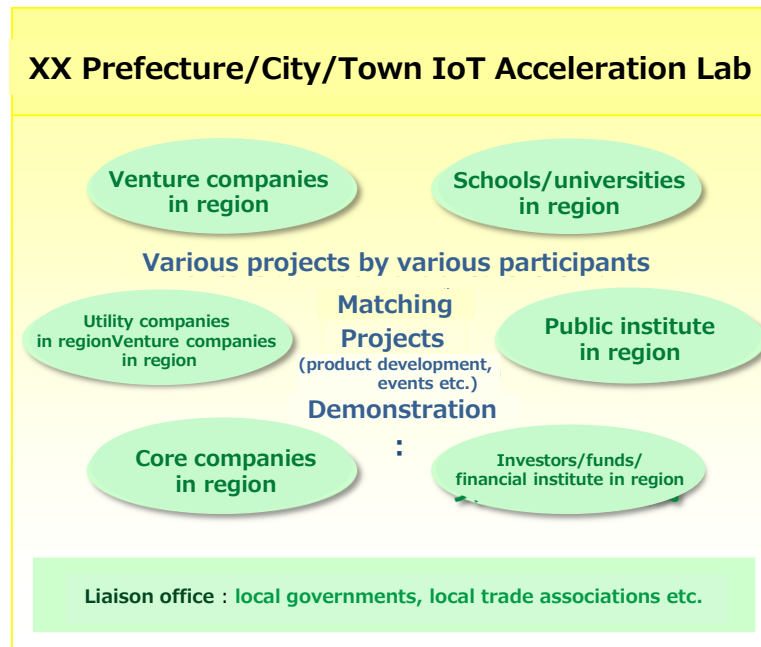 XX Prefecture/City/Town IoT Acceleration Lab
Venture companies
in region
Schools/universities
in region
Various projects by various participants
Utility companies
in regionVenture companies
in region
Matching
Projects
(product development,
events etc.)
Demonstration
:
Public institute
in region
Core companies
in region
Investors/funds/
financial institute in region
Liaison office：local governments, local trade associations etc.